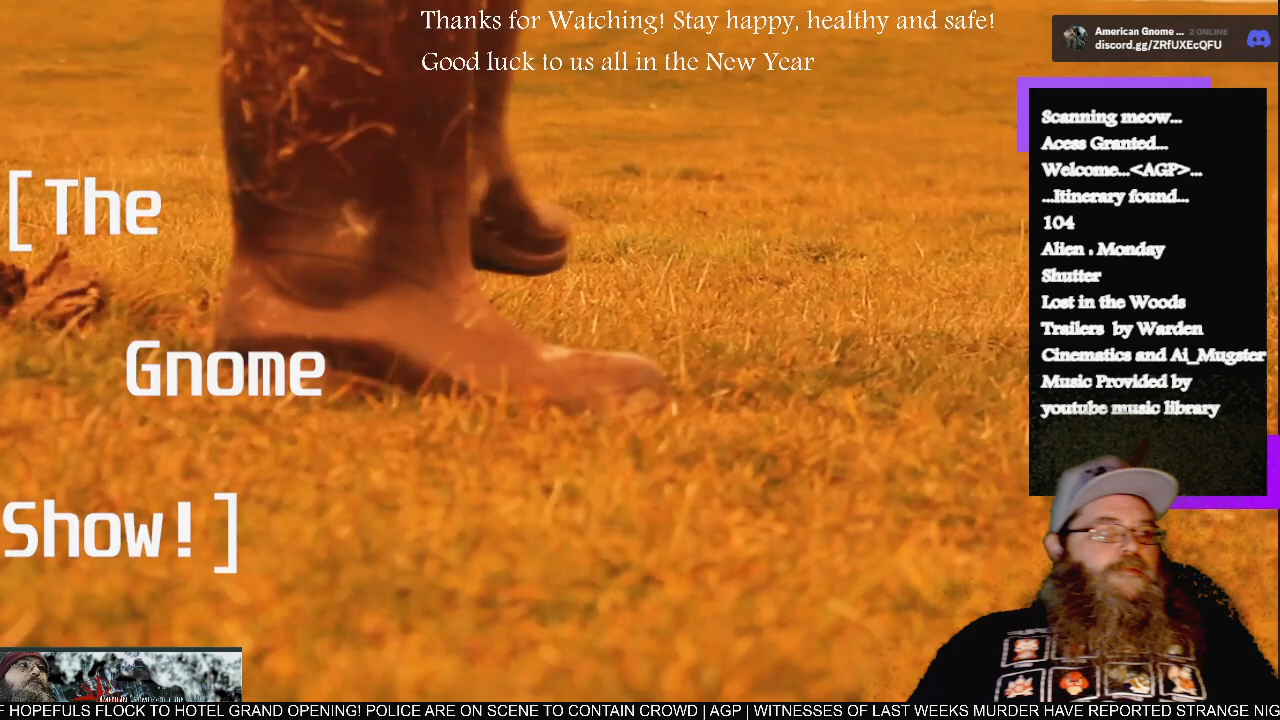 Thanks for Watching! Stay happy, healthy and safe!
Good luck to us all in the New Year
American Gnome ... 2 ONLINE
discord.gg/ZRfUXEcQFU
Scanning meow...
Acess Granted...
Welcome...<AGP>...
...Itinerary found...
104
Alien . Monday
Shutter
Lost in the Woods
Trailers by Warden
Cinematics and Ai_Mugster
Music Provided by
youtube music library
[The
Gnome
Show!]
F HOPEFULS FLOCK TO HOTEL GRAND OPENING! POLICE ARE ON SCENE TO CONTAIN CROWD | AGP | WITNESSES OF LAST WEEKS MURDER HAVE REPORTED STRANGE NIG